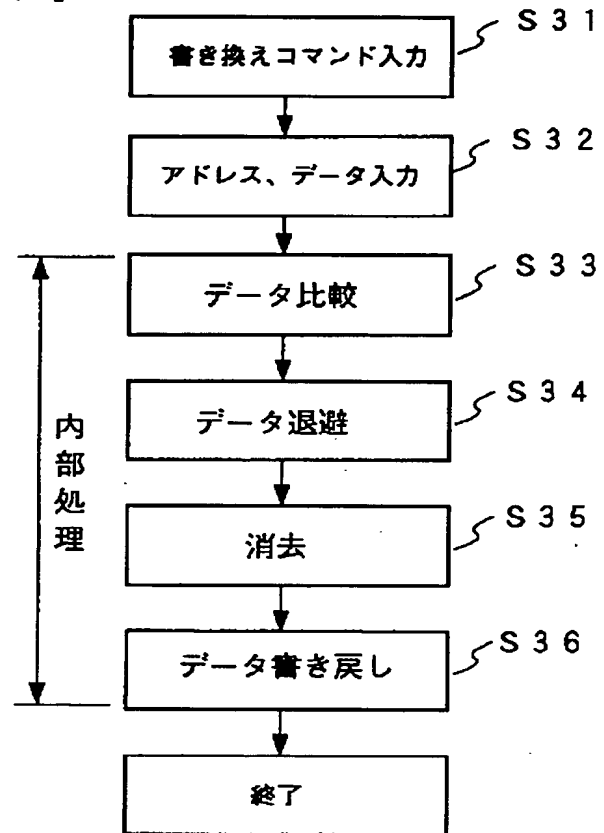 書き換えコマンド入力 S31
アドレス、データ入力 S32
データ比較 S33
データ退避 S34
内部処理
消去 S35
データ書き戻し S36
終了